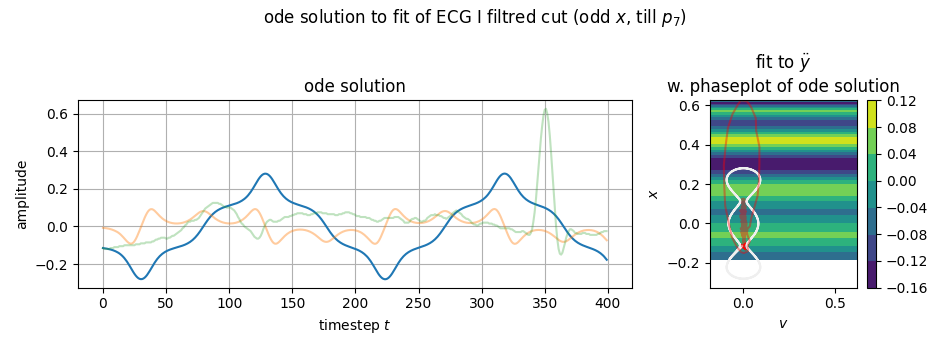 ode solution to fit of ECG I filtred cut (odd x, till p₇)
ode solution
fit to ÿ
w. phaseplot of ode solution
amplitude
0.6
0.4
0.2
0.0
−0.2
0 50 100 150 200 250 300 350 400
timestep t
x
0.6
0.4
0.2
0.0
−0.2
0.0 0.5
v
0.12
0.08
0.04
0.00
−0.04
−0.08
−0.12
−0.16